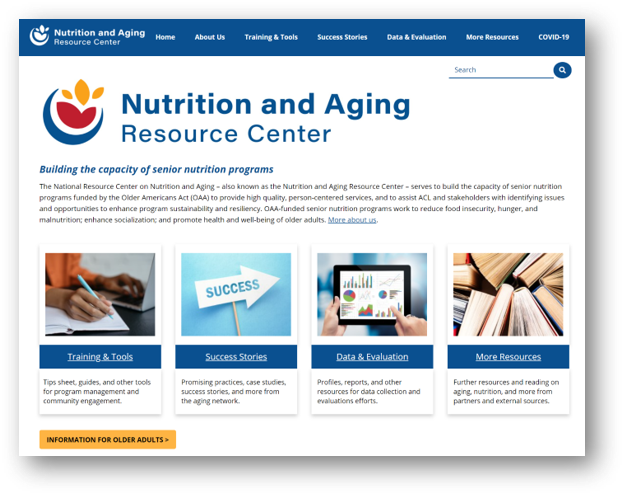 Nutrition and Aging
Resource Center
Home
About Us
Training & Tools
Success Stories
Data & Evaluation
More Resources
COVID-19
Search
Nutrition and Aging
Resource Center
Building the capacity of senior nutrition programs
The National Resource Center on Nutrition and Aging – also known as the Nutrition and Aging Resource Center – serves to build the capacity of senior nutrition
programs funded by the Older Americans Act (OAA) to provide high quality, person-centered services, and to assist ACL and stakeholders with identifying issues
and opportunities to enhance program sustainability and resiliency. OAA-funded senior nutrition programs work to reduce food insecurity, hunger, and
malnutrition; enhance socialization; and promote health and well-being of older adults. More about us.
SUCCESS
Training & Tools
Tips sheet, guides, and other tools
for program management and
community engagement.
Success Stories
Promising practices, case studies,
success stories, and more from
the aging network.
Data & Evaluation
Profiles, reports, and other
resources for data collection and
evaluations efforts.
More Resources
Further resources and reading on
aging, nutrition, and more from
partners and external sources.
INFORMATION FOR OLDER ADULTS >